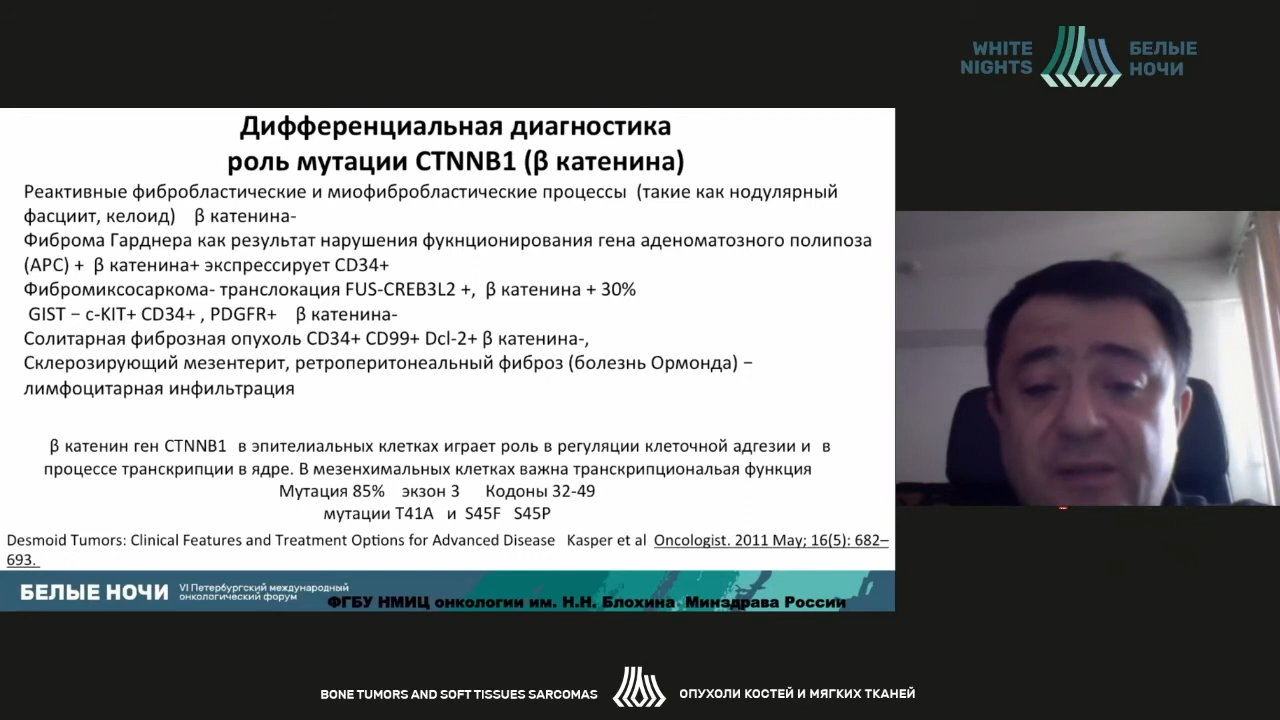 WHITE
NIGHTS
БЕЛЫЕ
НОЧИ
Дифференциальная диагностика
роль мутации CTNNB1 (β катенина)
Реактивные фибробластические и миофибробластические процессы (такие как нодулярный
фасциит, келоид) β катенина-
Фиброма Гарднера как результат нарушения фукнционирования гена аденоматозного полипоза
(APC) + β катенина+ экспрессирует CD34+
Фибромиксосаркома- транслокация FUS-CREB3L2 +, β катенина + 30%
GIST – c-KIT+ CD34+ , PDGFR+ β катенина-
Солитарная фиброзная опухоль CD34+ CD99+ Dcl-2+ β катенина-,
Склерозирующий мезентерит, ретроперитонеальный фиброз (болезнь Ормонда) –
лимфоцитарная инфильтрация
β катенин ген CTNNB1 в эпителиальных клетках играет роль в регуляции клеточной адгезии и в
процессе транскрипции в ядре. В мезенхимальных клетках важна транскрипциональая функция
Мутация 85% экзон 3 Кодоны 32-49
мутации T41A и S45F S45P
Desmoid Tumors: Clinical Features and Treatment Options for Advanced Disease Kasper et al Oncologist. 2011 May; 16(5): 682–
693.
БЕЛЫЕ НОЧИ
VI Петербургский международный
онкологический форум
ФГБУ НМИЦ онкологии им. Н.Н. Блохина Минздрава России
BONE TUMORS AND SOFT TISSUES SARCOMAS
ОПУХОЛИ КОСТЕЙ И МЯГКИХ ТКАНЕЙ